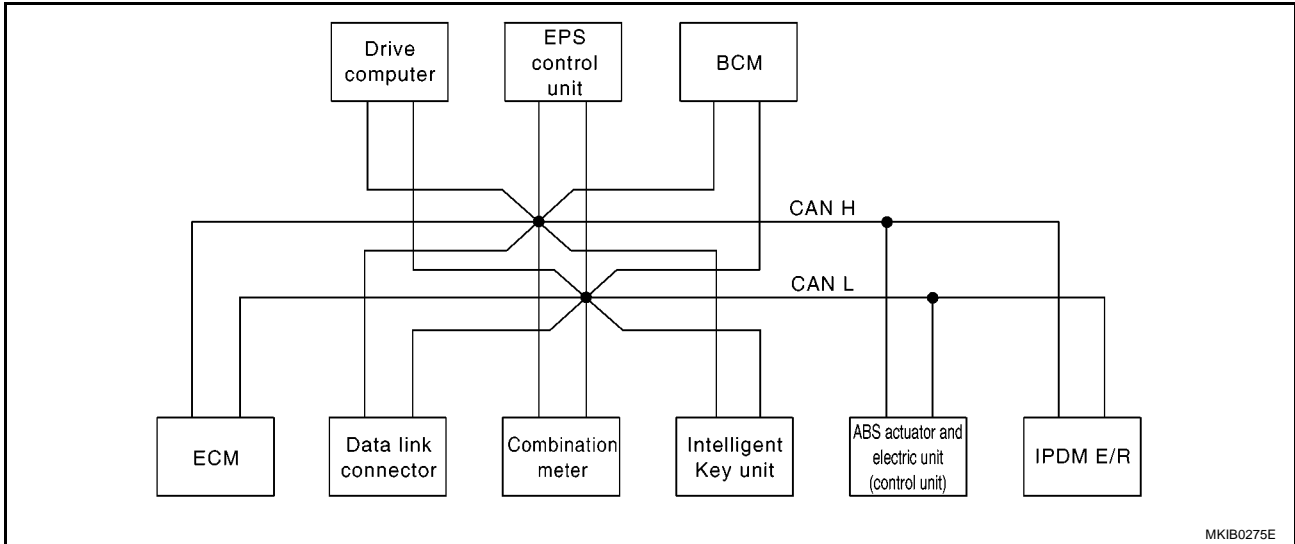 Drive
computer
EPS
control
unit
BCM
CAN H
CAN L
ECM
Data link
connector
Combination
meter
Intelligent
Key unit
ABS actuator and
electric unit
(control unit)
IPDM E/R
MKIB0275E